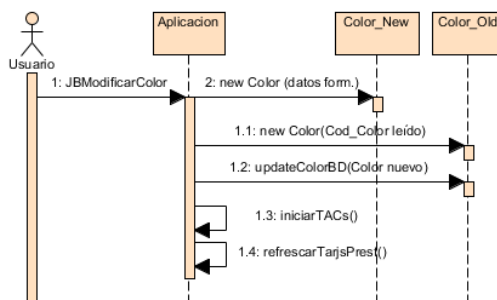 Aplicacion
Color_New
Color_Old
Usuario
1: JBModificarColor
2: new Color (datos form.)
1.1: new Color(Cod_Color leído)
1.2: updateColorBD(Color nuevo)
1.3: iniciarTACs()
1.4: refrescarTarjsPrest()